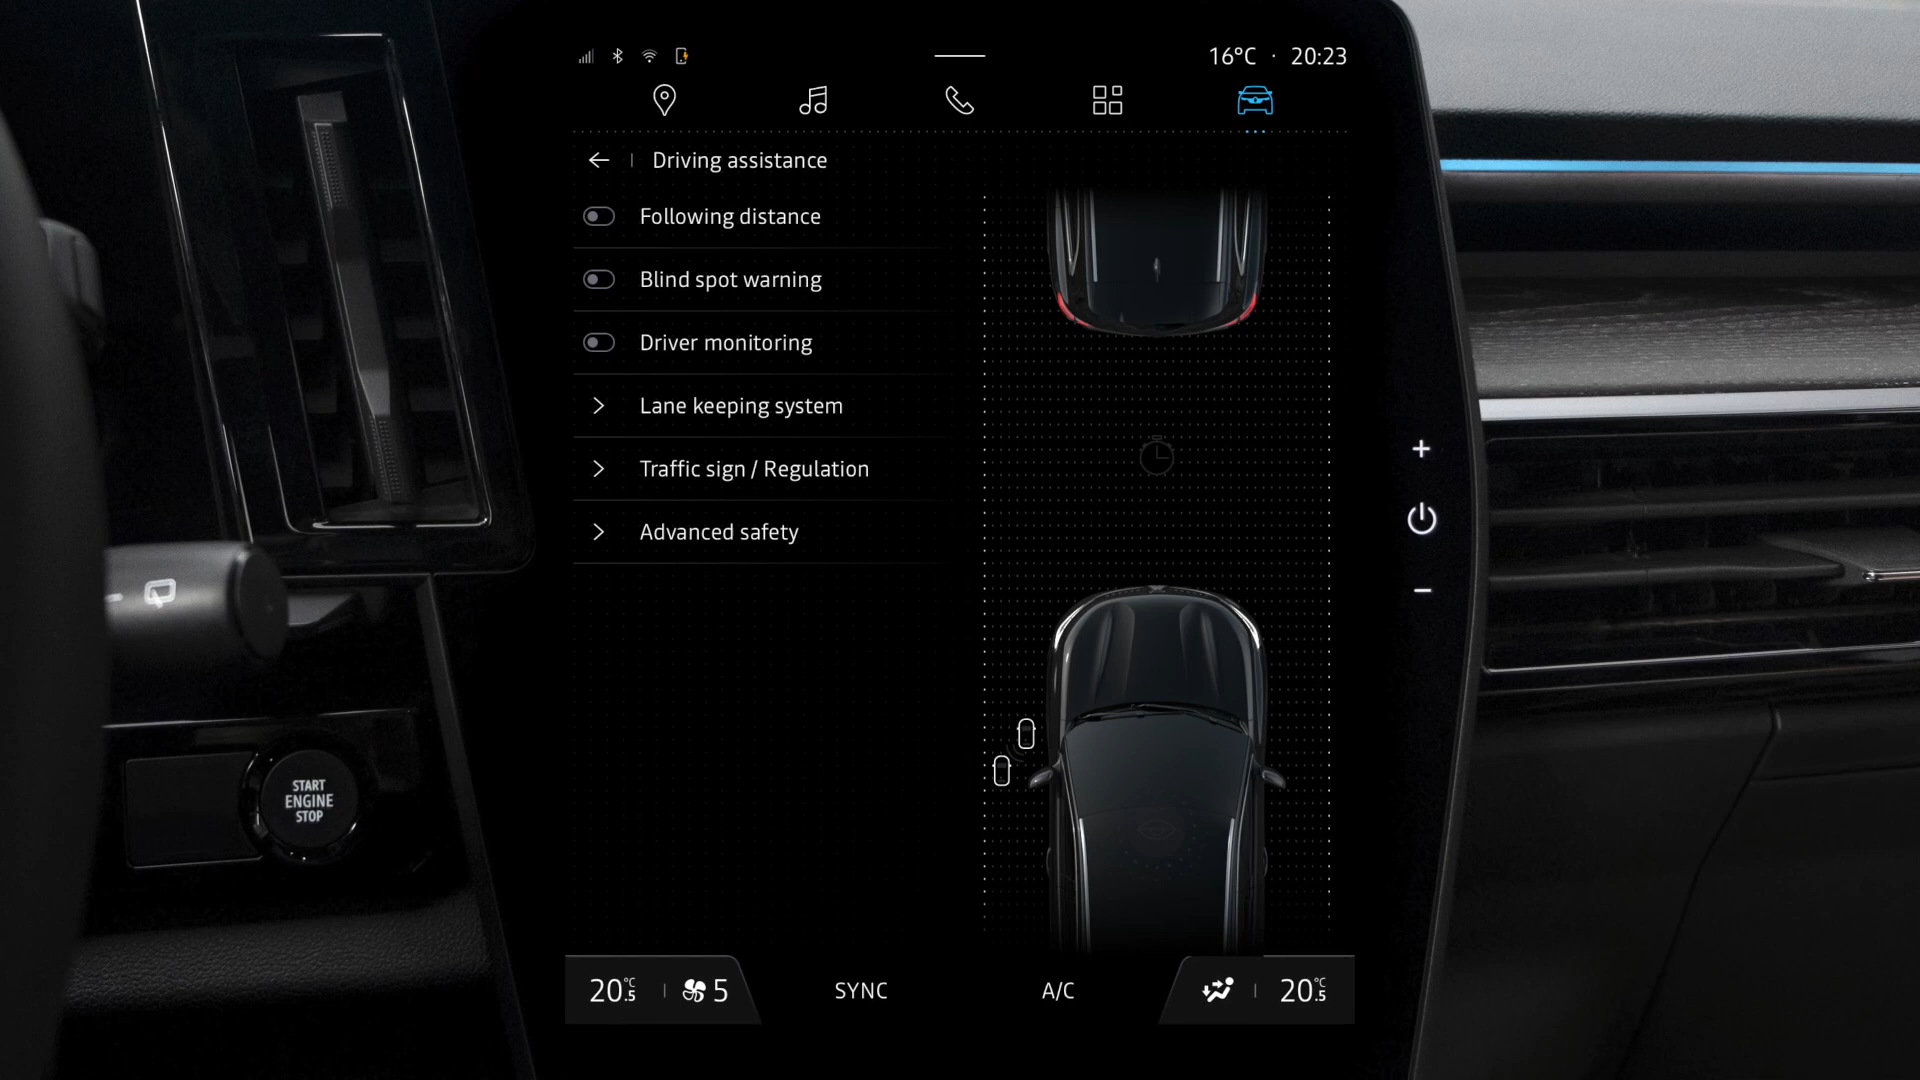 16°C · 20:23
Driving assistance
Following distance
Blind spot warning
Driver monitoring
Lane keeping system
Traffic sign / Regulation
Advanced safety
START
ENGINE
STOP
20.5°C | 5 SYNC A/C | 20.5°C